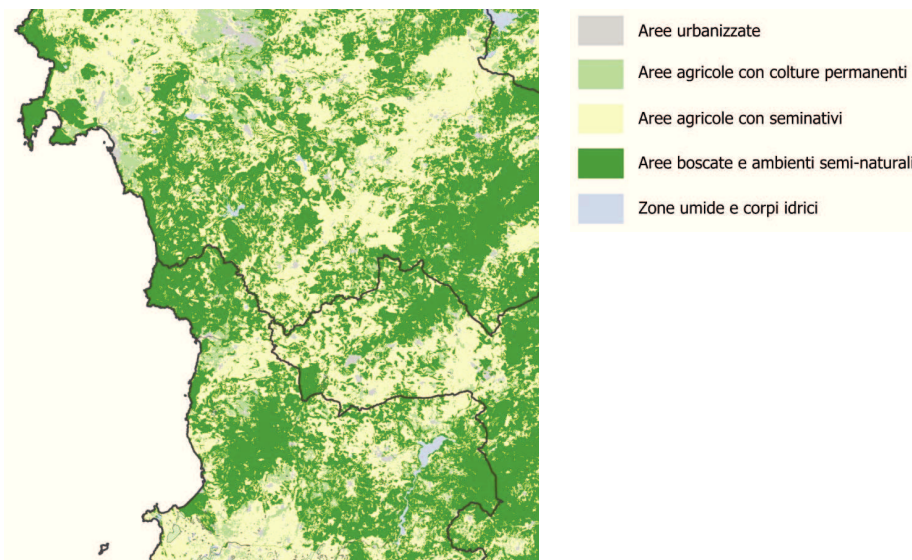 Aree urbanizzate
Aree agricole con colture permanenti
Aree agricole con seminativi
Aree boscate e ambienti semi-naturali
Zone umide e corpi idrici